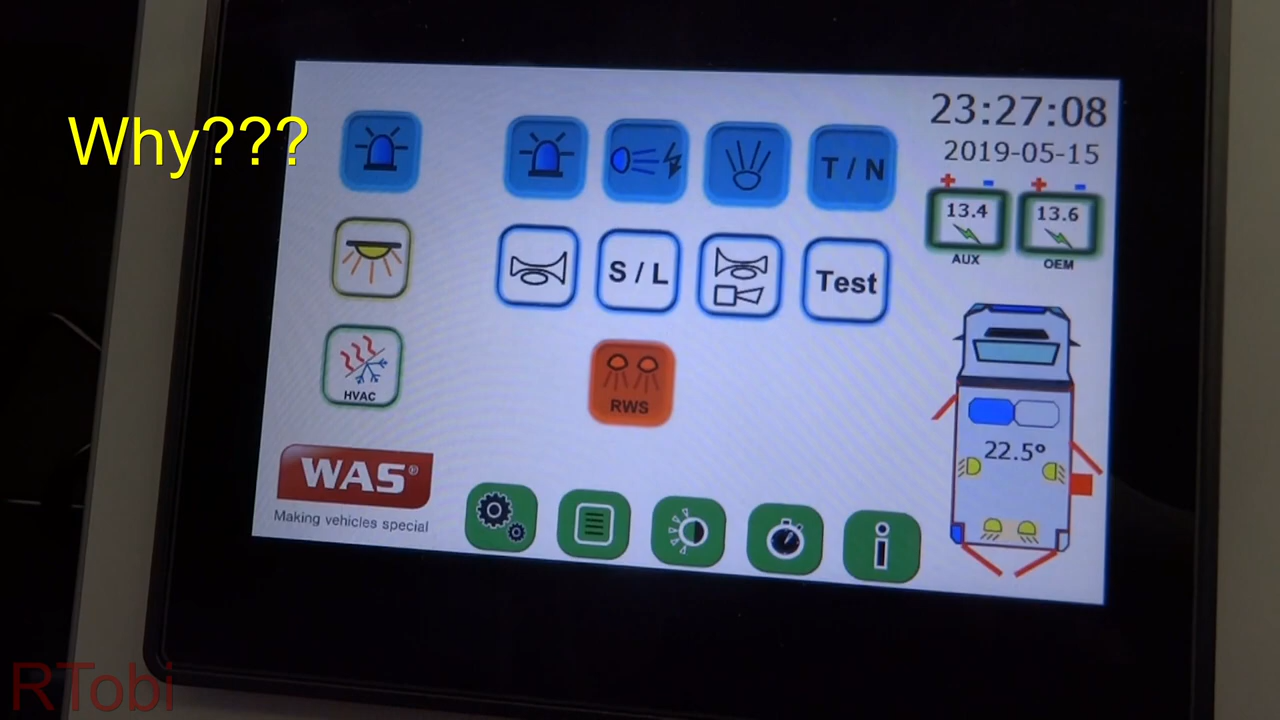 Why???
23:27:08
2019-05-15
T / N
+ - + -
13.4 13.6
AUX OEM
S / L
Test
HVAC
RWS
22.5º
WAS®
Making vehicles special
i
RTobi